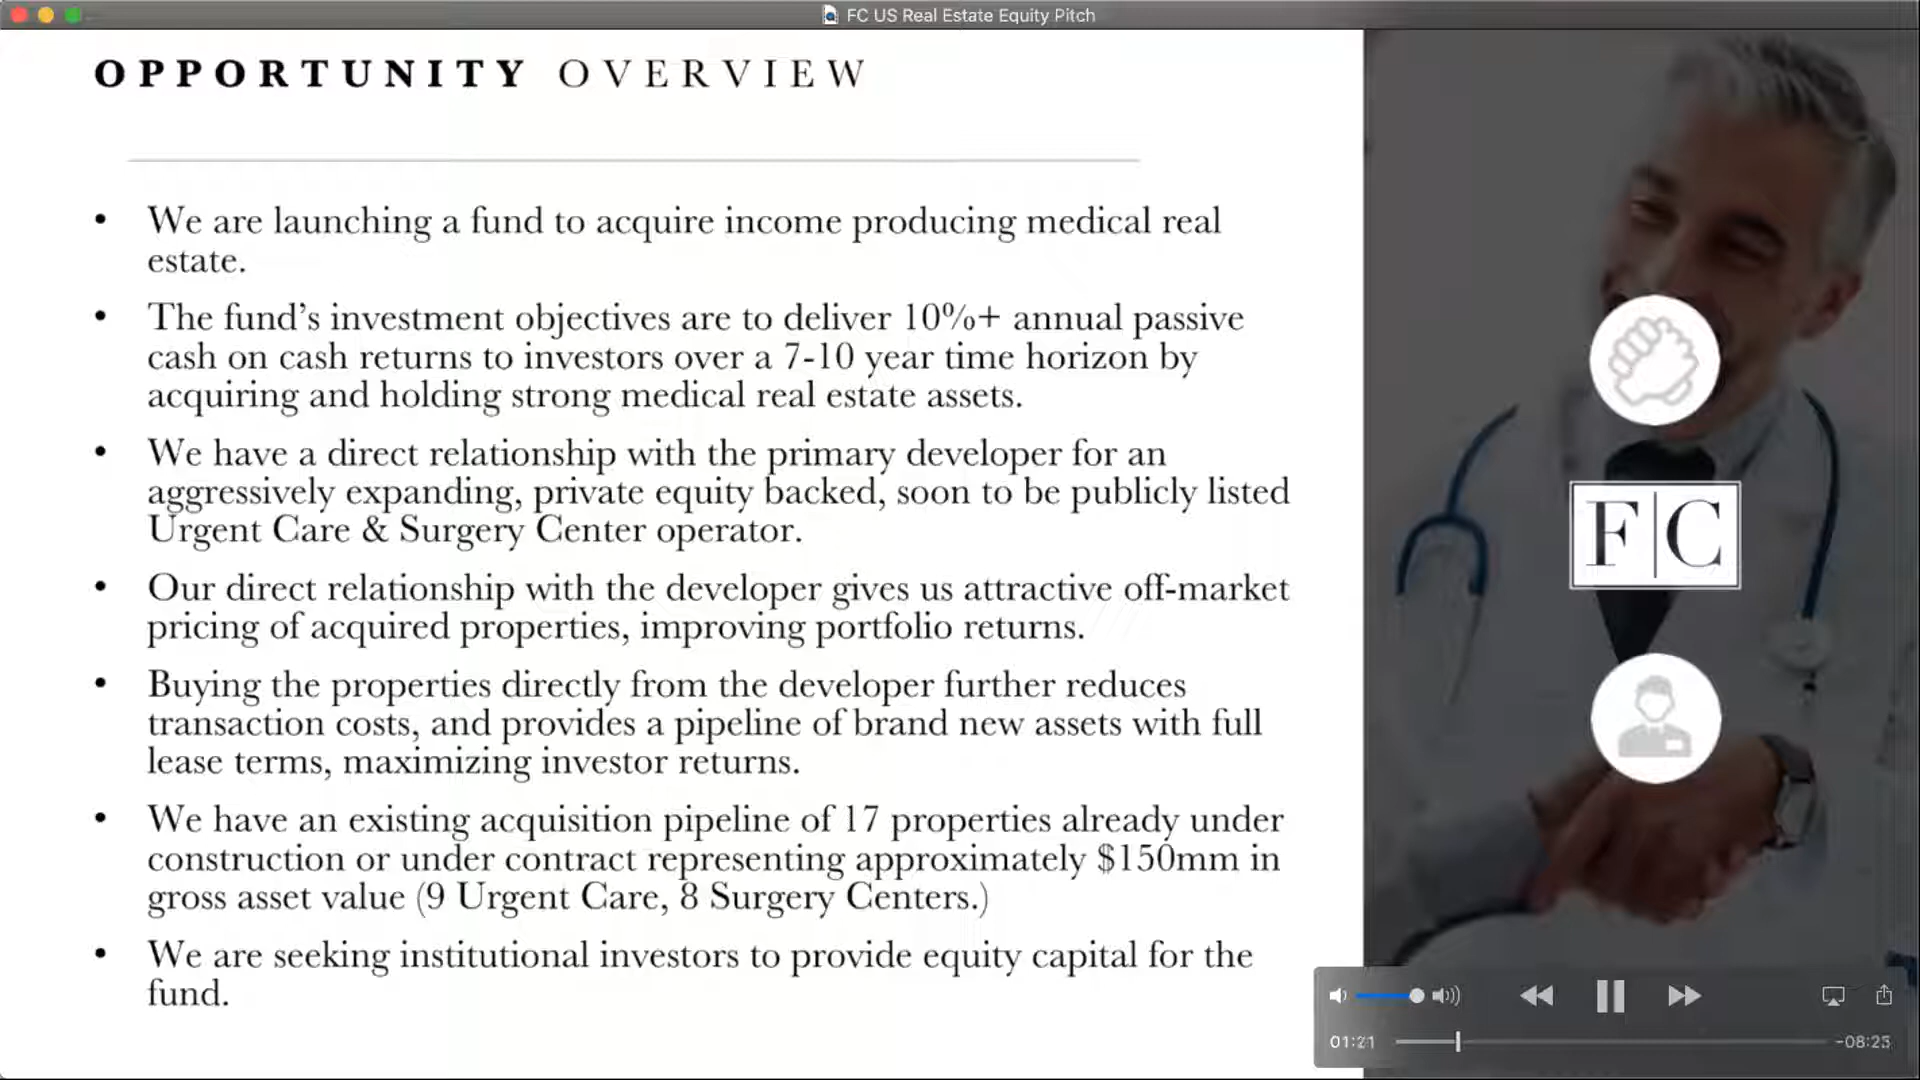 FC US Real Estate Equity Pitch
OPPORTUNITY OVERVIEW
• We are launching a fund to acquire income producing medical real
estate.
• The fund's investment objectives are to deliver 10%+ annual passive
cash on cash returns to investors over a 7-10 year time horizon by
acquiring and holding strong medical real estate assets.
• We have a direct relationship with the primary developer for an
aggressively expanding, private equity backed, soon to be publicly listed
Urgent Care & Surgery Center operator.
• Our direct relationship with the developer gives us attractive off-market
pricing of acquired properties, improving portfolio returns.
• Buying the properties directly from the developer further reduces
transaction costs, and provides a pipeline of brand new assets with full
lease terms, maximizing investor returns.
• We have an existing acquisition pipeline of 17 properties already under
construction or under contract representing approximately $150mm in
gross asset value (9 Urgent Care, 8 Surgery Centers.)
• We are seeking institutional investors to provide equity capital for the
fund.
F|C
01:21
-08:25